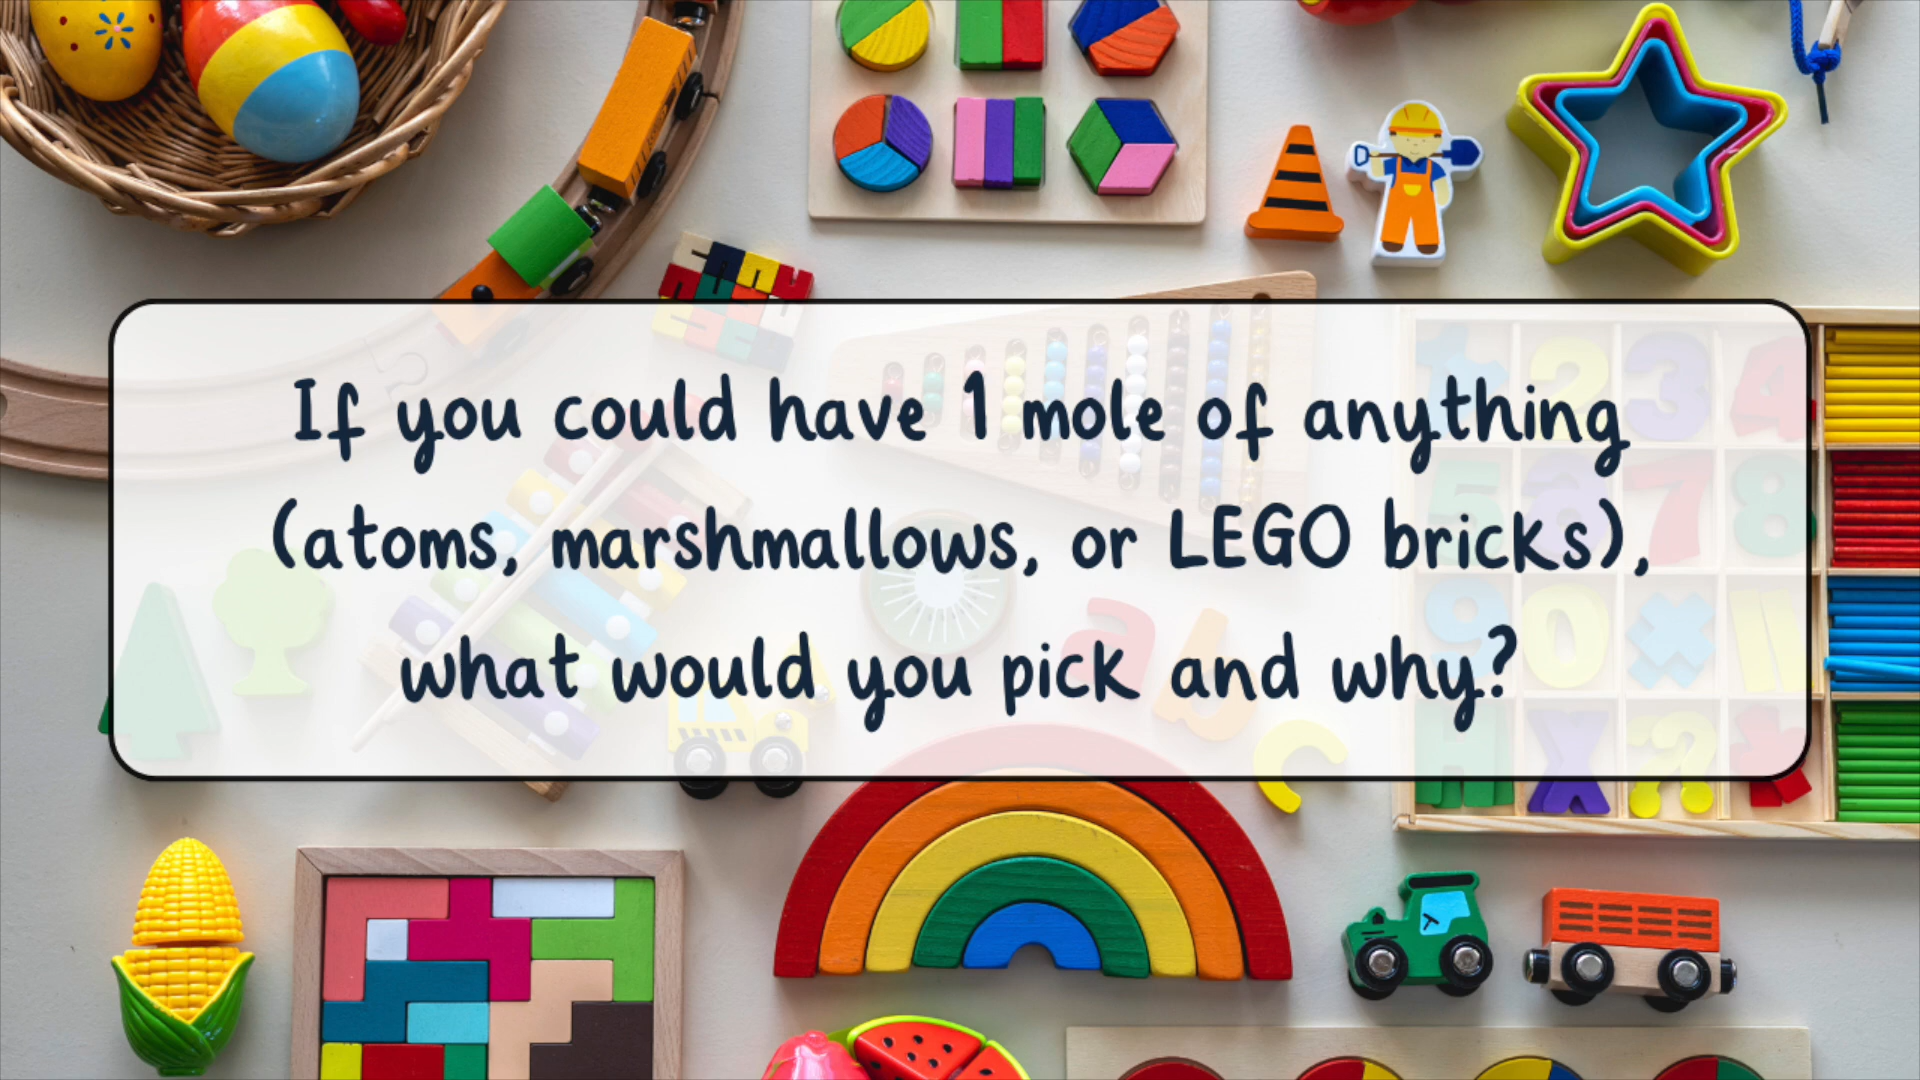 If you could have 1 mole of anything
(atoms, marshmallows, or LEGO bricks),
what would you pick and why?